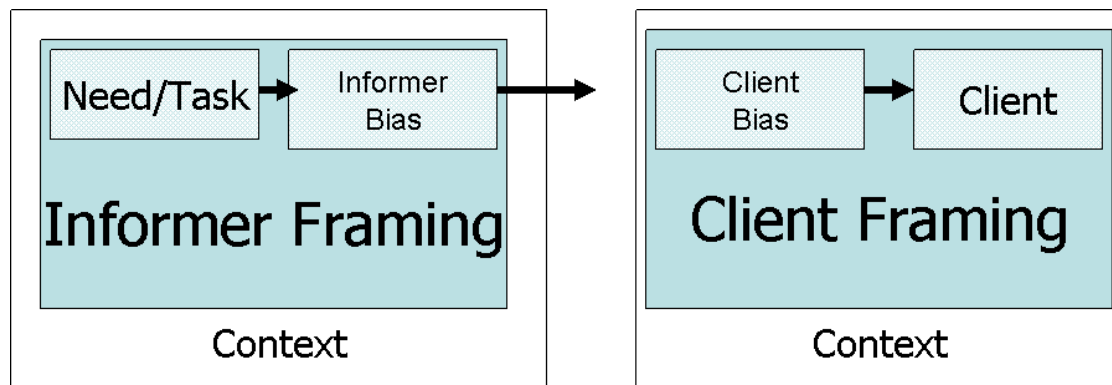 Need/Task
Informer
Bias
Informer Framing
Context
Client
Bias
Client
Client Framing
Context